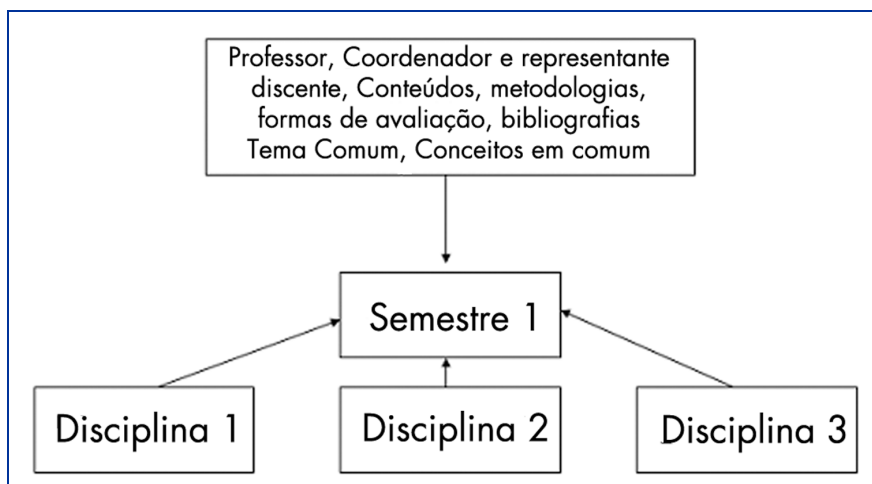 Professor, Coordenador e representante
discente, Conteúdos, metodologias,
formas de avaliação, bibliografias
Tema Comum, Conceitos em comum
Semestre 1
Disciplina 1
Disciplina 2
Disciplina 3